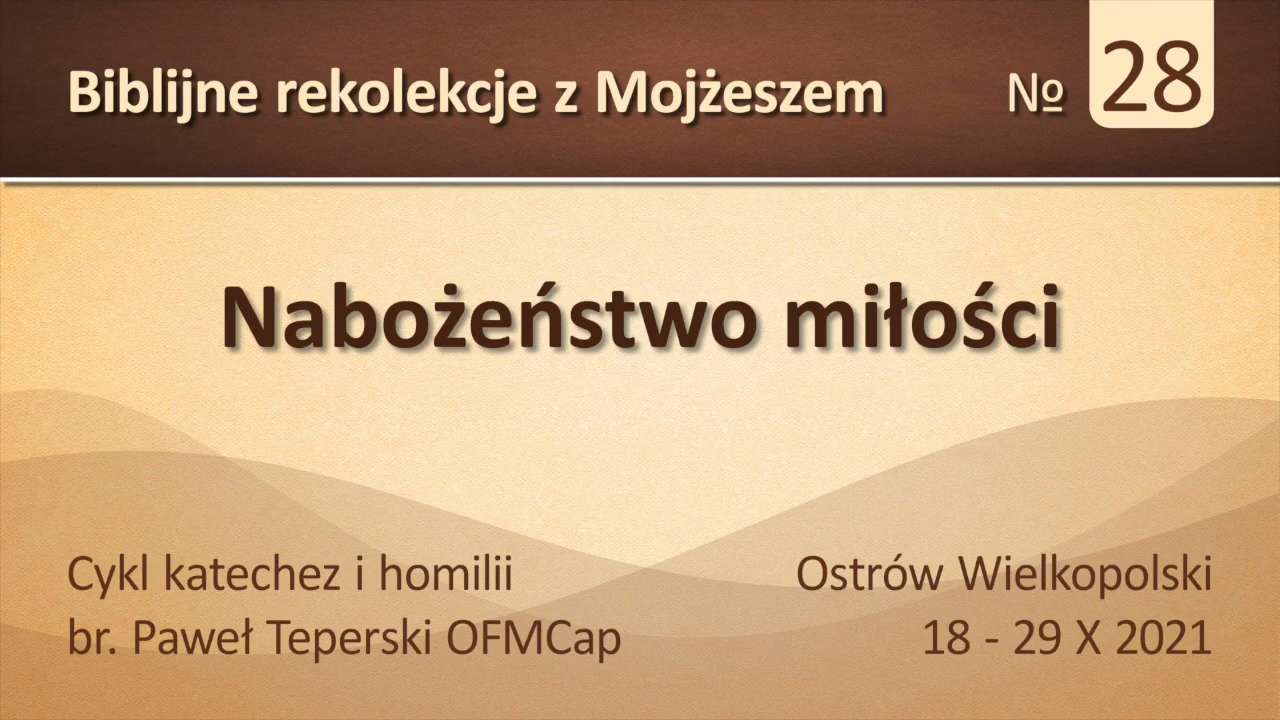 Biblijne rekolekcje z Mojżeszem № 28
Nabożeństwo miłości
Cykl katechez i homilii
br. Paweł Teperski OFMCap
Ostrów Wielkopolski
18 - 29 X 2021